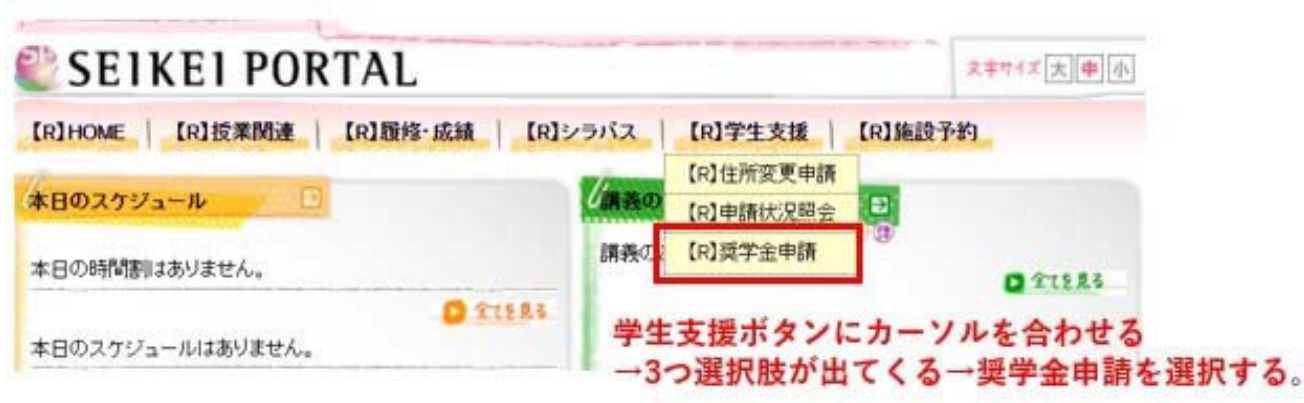 SEIKEI PORTAL
文字サイズ 大 中 小
【R】HOME 【R】授業関連 【R】履修・成績 【R】シラバス 【R】学生支援 【R】施設予約
【R】住所変更申請
【R】申請状況照会
【R】奨学金申請
本日のスケジュール
本日の時間割はありません。
全てを見る
本日のスケジュールはありません。
講義の
講義の
全てを見る
学生支援ボタンにカーソルを合わせる
→3つ選択肢が出てくる→奨学金申請を選択する。